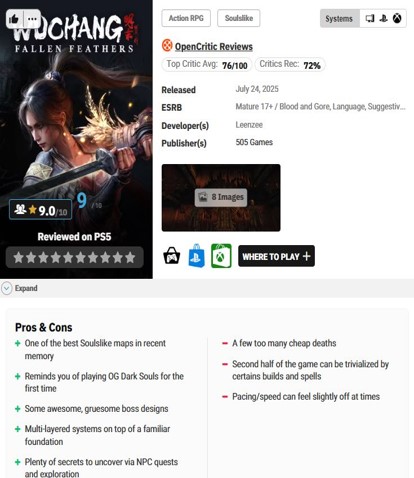 WUCHANG
FALLEN FEATHERS
9 /10
9.0/10
Reviewed on PS5
Action RPG
Soulslike
Systems
OpenCritic Reviews
Top Critic Avg: 76/100
Critics Rec: 72%
Released July 24, 2025
ESRB Mature 17+ / Blood and Gore, Language, Suggestiv...
Developer(s) Leenzee
Publisher(s) 505 Games
8 Images
WHERE TO PLAY +
Expand
Pros & Cons
+ One of the best Soulslike maps in recent
memory
+ Reminds you of playing OG Dark Souls for the
first time
+ Some awesome, gruesome boss designs
+ Multi-layered systems on top of a familiar
foundation
+ Plenty of secrets to uncover via NPC quests
and exploration
– A few too many cheap deaths
– Second half of the game can be trivialized by
certain builds and spells
– Pacing/speed can feel slightly off at times